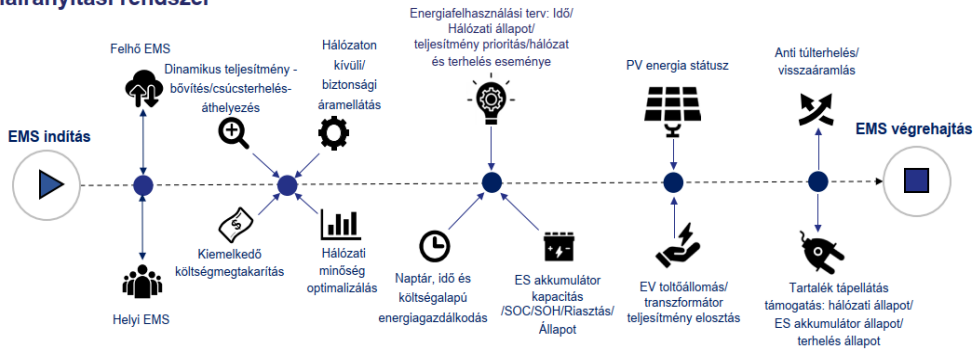 Energiafelhasználási terv: Idő/
Hálózati állapot/
teljesítmény prioritás/hálózat
és terhelés eseménye
Felhő EMS
Dinamikus teljesítmény -
bővítés/csúcsterhelés-
áthelyezés
Hálózaton
kívüli/
biztonsági
áramellátás
PV energia státusz
Anti túlterhelés/
visszaáramlás
EMS indítás
EMS végrehajtás
Kiemelkedő
költségmegtakarítás
Hálózati
minőség
optimalizálás
Naptár, idő és
költségalapú
energiagazdálkodás
ES akkumulátor
kapacitás
/SOC/SOH/Riasztás/
Állapot
EV toltőállomás/
transzformátor
teljesítmény elosztás
Tartalék tápellátás
támogatás: hálózati állapot/
ES akkumulátor állapot/
terhelés állapot
Helyi EMS